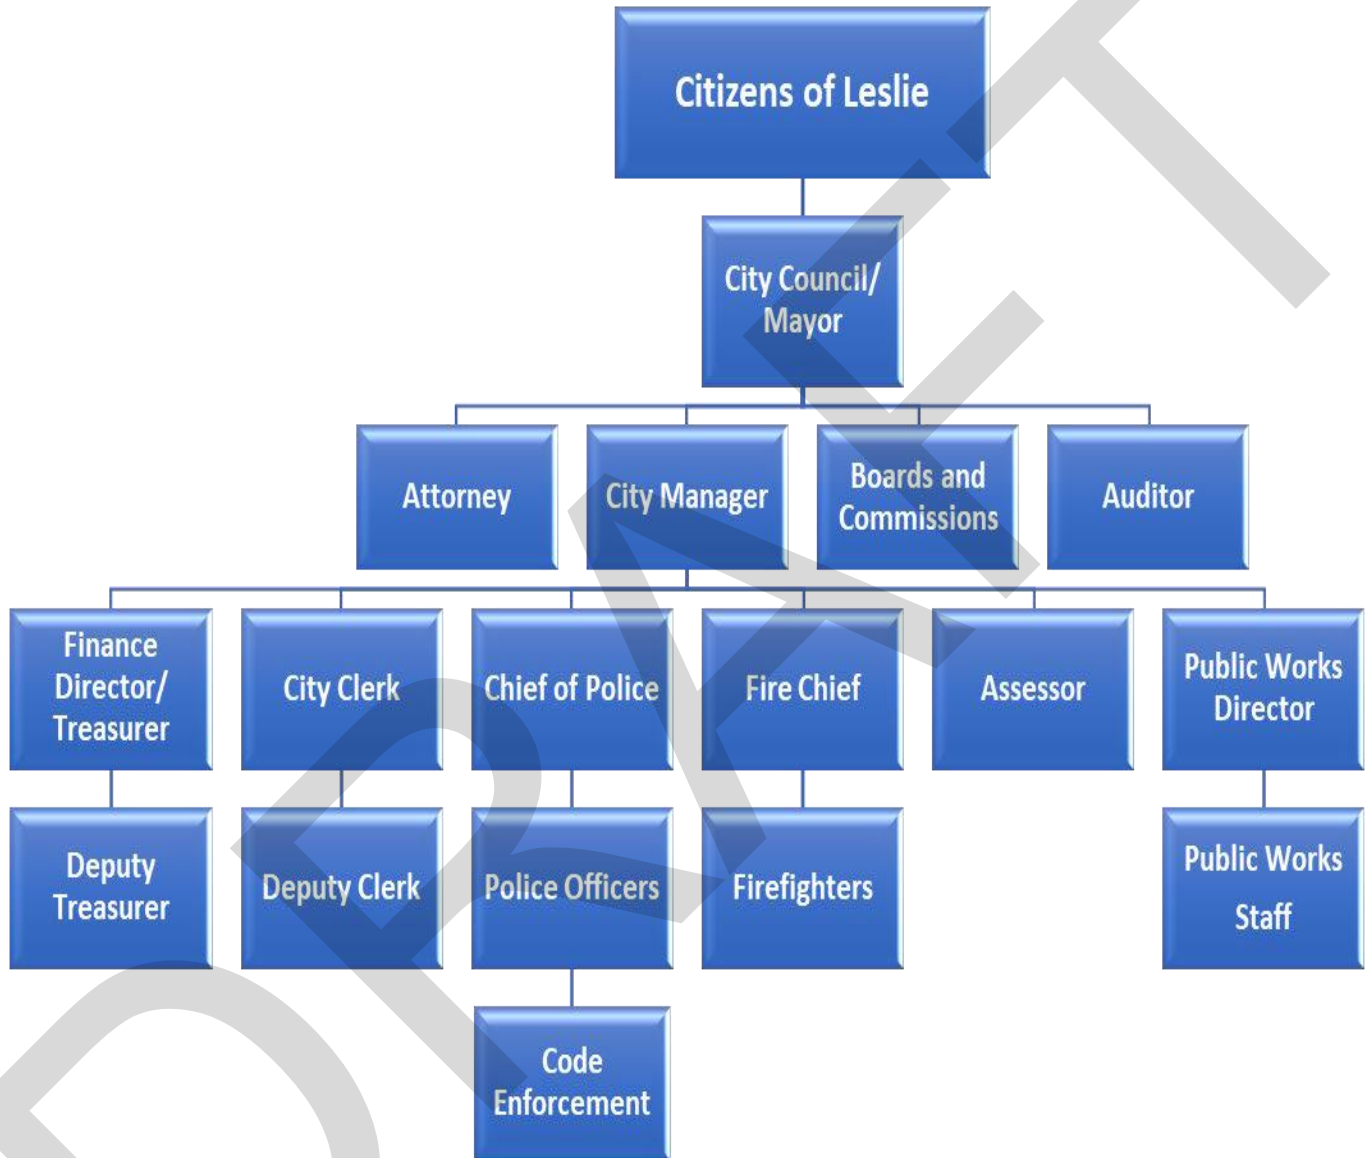 Citizens of Leslie
City Council/
Mayor
Attorney
City Manager
Boards and
Commissions
Auditor
Finance
Director/
Treasurer
City Clerk
Chief of Police
Fire Chief
Assessor
Public Works
Director
Deputy
Treasurer
Deputy Clerk
Police Officers
Firefighters
Public Works
Staff
Code
Enforcement
DRAFT